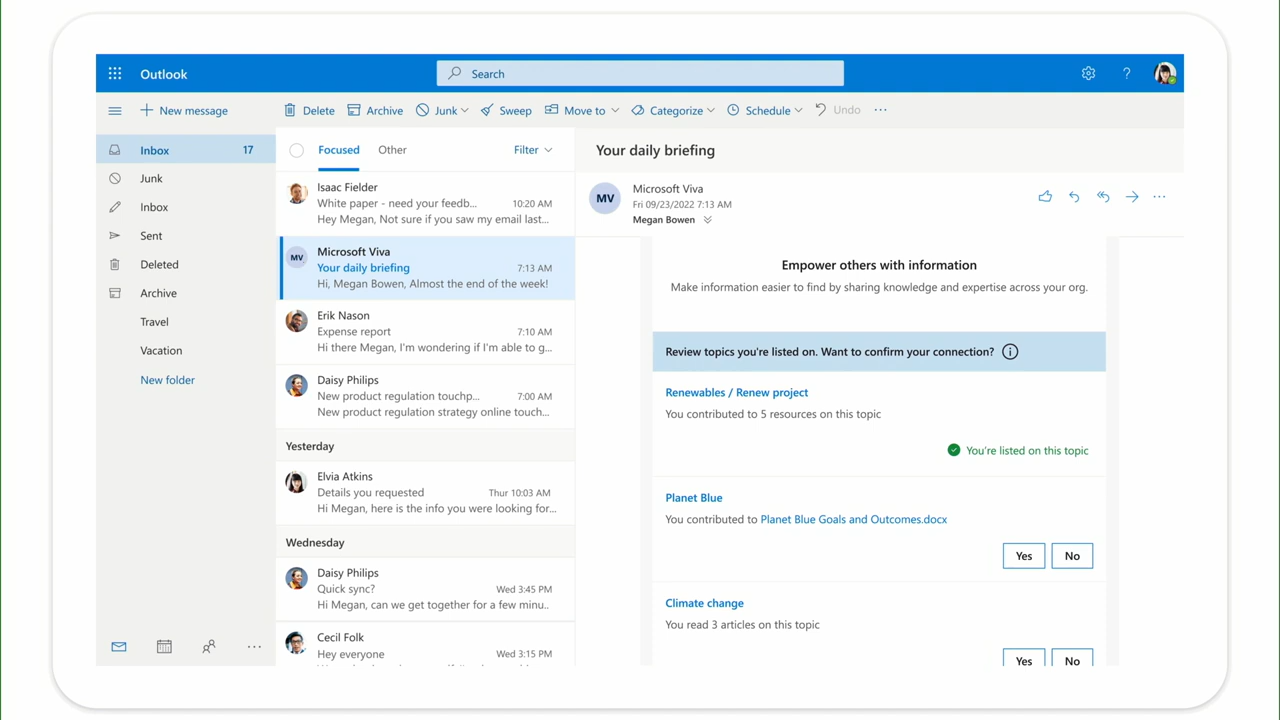 Outlook
Search
?
New message
Delete
Archive
Junk
Sweep
Move to
Categorize
Schedule
Undo
Inbox 17
Junk
Inbox
Sent
Deleted
Archive
Travel
Vacation
New folder
Focused
Other
Filter
Isaac Fielder
White paper - need your feedb... 10:20 AM
Hey Megan, Not sure if you saw my email last...
MV
Microsoft Viva
Your daily briefing 7:13 AM
Hi, Megan Bowen, Almost the end of the week!
Erik Nason
Expense report 7:10 AM
Hi there Megan, I'm wondering if I'm able to g...
Daisy Philips
New product regulation touchp... 7:00 AM
New product regulation strategy online touch...
Yesterday
Elvia Atkins
Details you requested Thur 10:03 AM
Hi Megan, here is the info you were looking for...
Wednesday
Daisy Philips
Quick sync? Wed 3:45 PM
Hi Megan, can we get together for a few minu..
Cecil Folk
Hey everyone Wed 3:15 PM
Your daily briefing
MV
Microsoft Viva
Fri 09/23/2022 7:13 AM
Megan Bowen
Empower others with information
Make information easier to find by sharing knowledge and expertise across your org.
Review topics you're listed on. Want to confirm your connection?
Renewables / Renew project
You contributed to 5 resources on this topic
You're listed on this topic
Planet Blue
You contributed to Planet Blue Goals and Outcomes.docx
Yes No
Climate change
You read 3 articles on this topic
Yes No